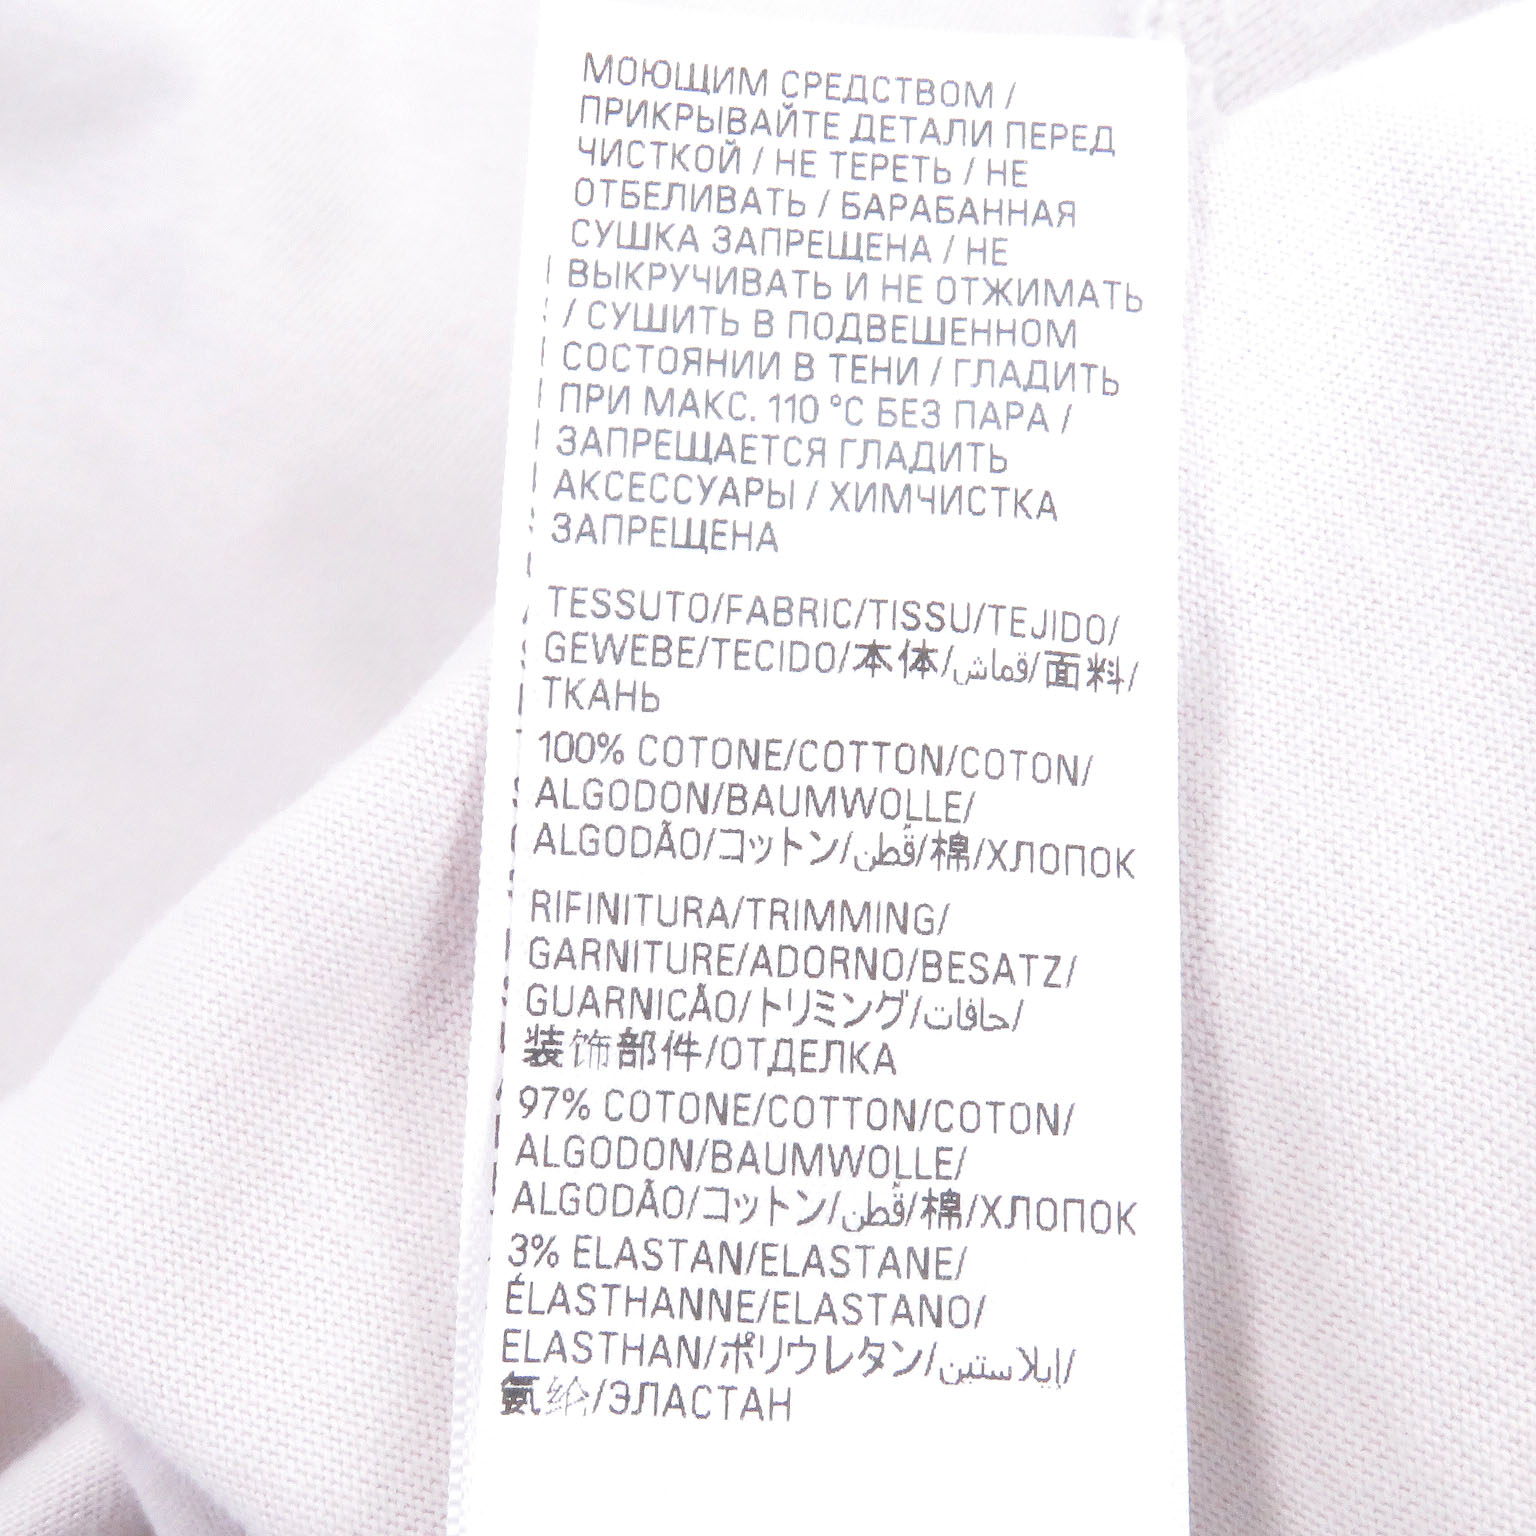 МОЮЩИМ СРЕДСТВОМ /
ПРИКРЫВАЙТЕ ДЕТАЛИ ПЕРЕД
ЧИСТКОЙ / НЕ ТЕРЕТЬ / НЕ
ОТБЕЛИВАТЬ / БАРАБАННАЯ
СУШКА ЗАПРЕЩЕНА / НЕ
ВЫКРУЧИВАТЬ И НЕ ОТЖИМАТЬ
/ СУШИТЬ В ПОДВЕШЕННОМ
СОСТОЯНИИ В ТЕНИ / ГЛАДИТЬ
ПРИ МАКС. 110 °C БЕЗ ПАРА /
ЗАПРЕЩАЕТСЯ ГЛАДИТЬ
АКСЕССУАРЫ / ХИМЧИСТКА
ЗАПРЕЩЕНА
TESSUTO/FABRIC/TISSU/TEJIDO/
GEWEBE/TECIDO/本体/قماش/面料/
ТКАНЬ
100% COTONE/COTTON/COTON/
ALGODON/BAUMWOLLE/
ALGODÃO/コットン/قُطن/棉/ХЛОПОК
RIFINITURA/TRIMMING/
GARNITURE/ADORNO/BESATZ/
GUARNICÃO/トリミング/حافات/
装饰部件/ОТДЕЛКА
97% COTONE/COTTON/COTON/
ALGODON/BAUMWOLLE/
ALGODÃO/コットン/قُطن/棉/ХЛОПОК
3% ELASTAN/ELASTANE/
ÉLASTHANNE/ELASTANO/
ELASTHAN/ポリウレタン/إيلاستين/
氨纶/ЭЛАСТАН